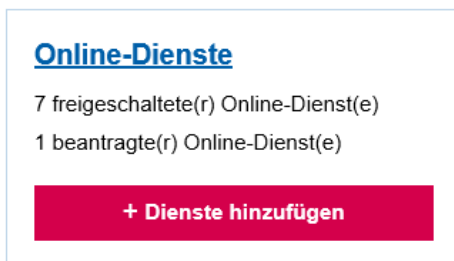 Online-Dienste
7 freigeschaltete(r) Online-Dienst(e)
1 beantragte(r) Online-Dienst(e)
+ Dienste hinzufügen